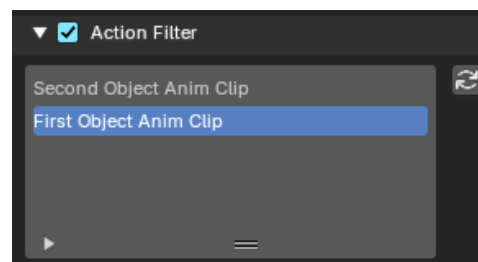 Action Filter
Second Object Anim Clip
First Object Anim Clip